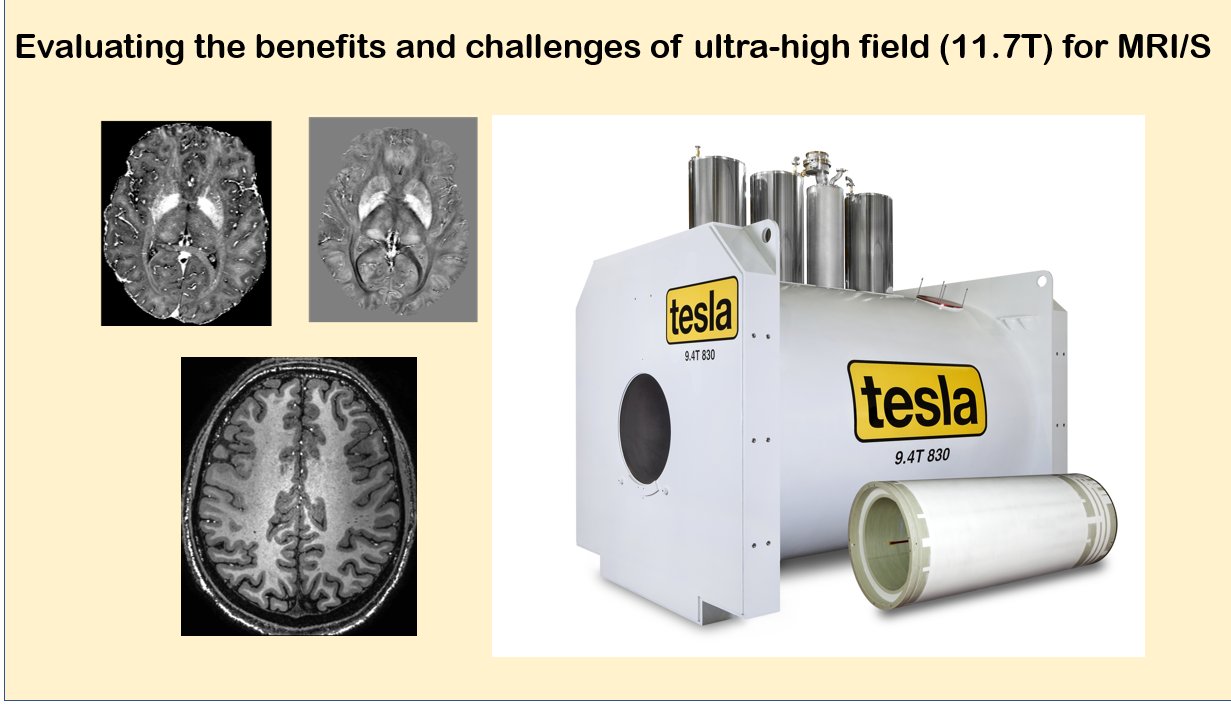 Evaluating the benefits and challenges of ultra-high field (11.7T) for MRI/S
tesla
9.4T 830
tesla
9.4T 830